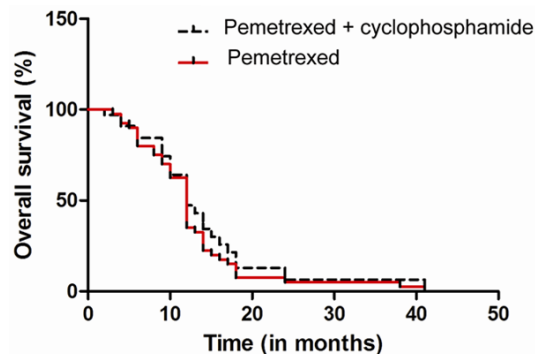 Pemetrexed + cyclophosphamide
Pemetrexed
Overall survival (%)
150
100
50
0
0 10 20 30 40 50
Time (in months)